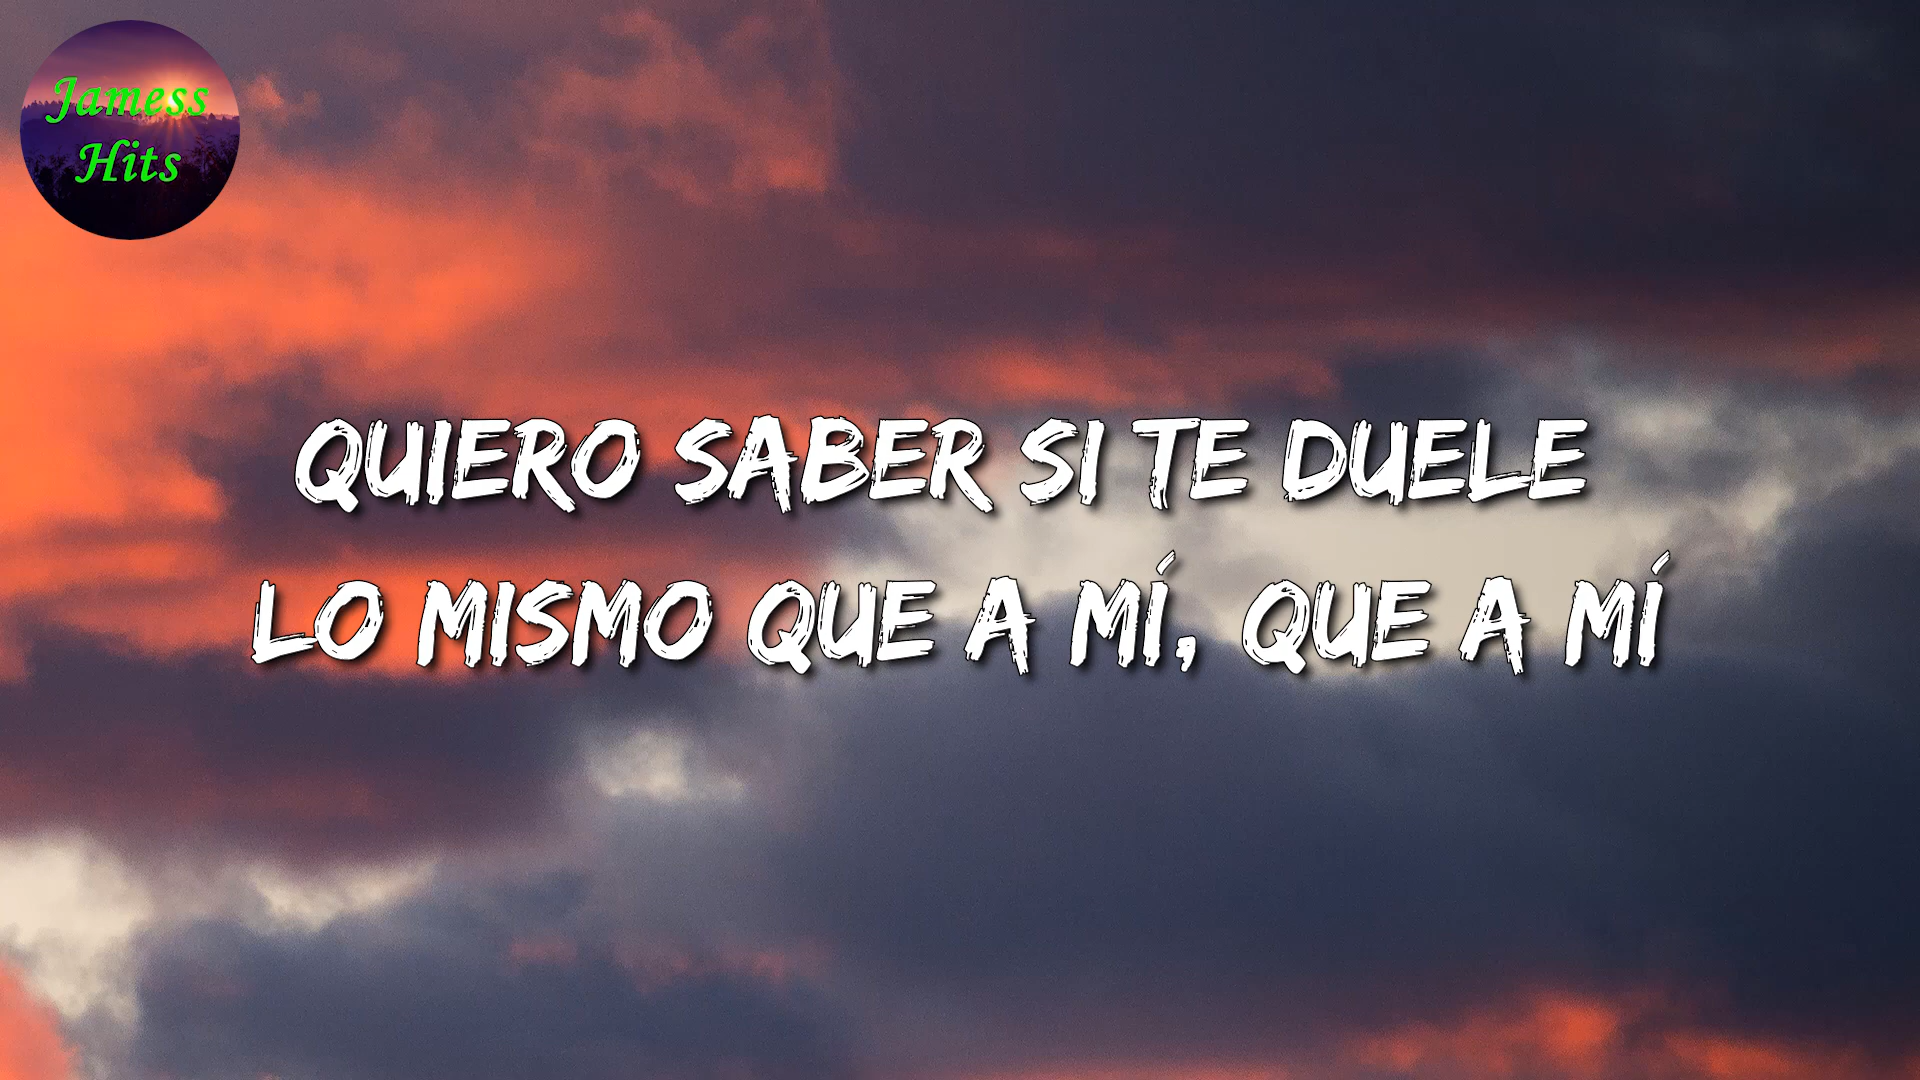 Jamess
Hits
QUIERO SABER SI TE DUELE
LO MISMO QUE A MÍ, QUE A MÍ